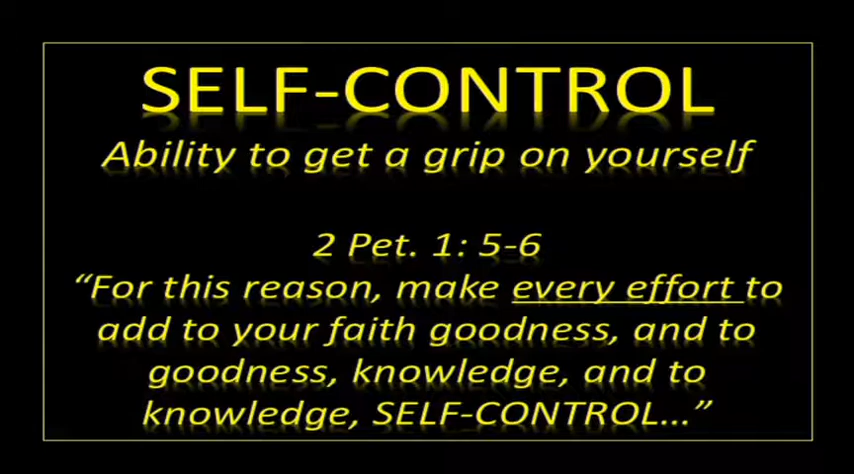 SELF-CONTROL
Ability to get a grip on yourself
2 Pet. 1: 5-6
“For this reason, make every effort to
add to your faith goodness, and to
goodness, knowledge, and to
knowledge, SELF-CONTROL...”